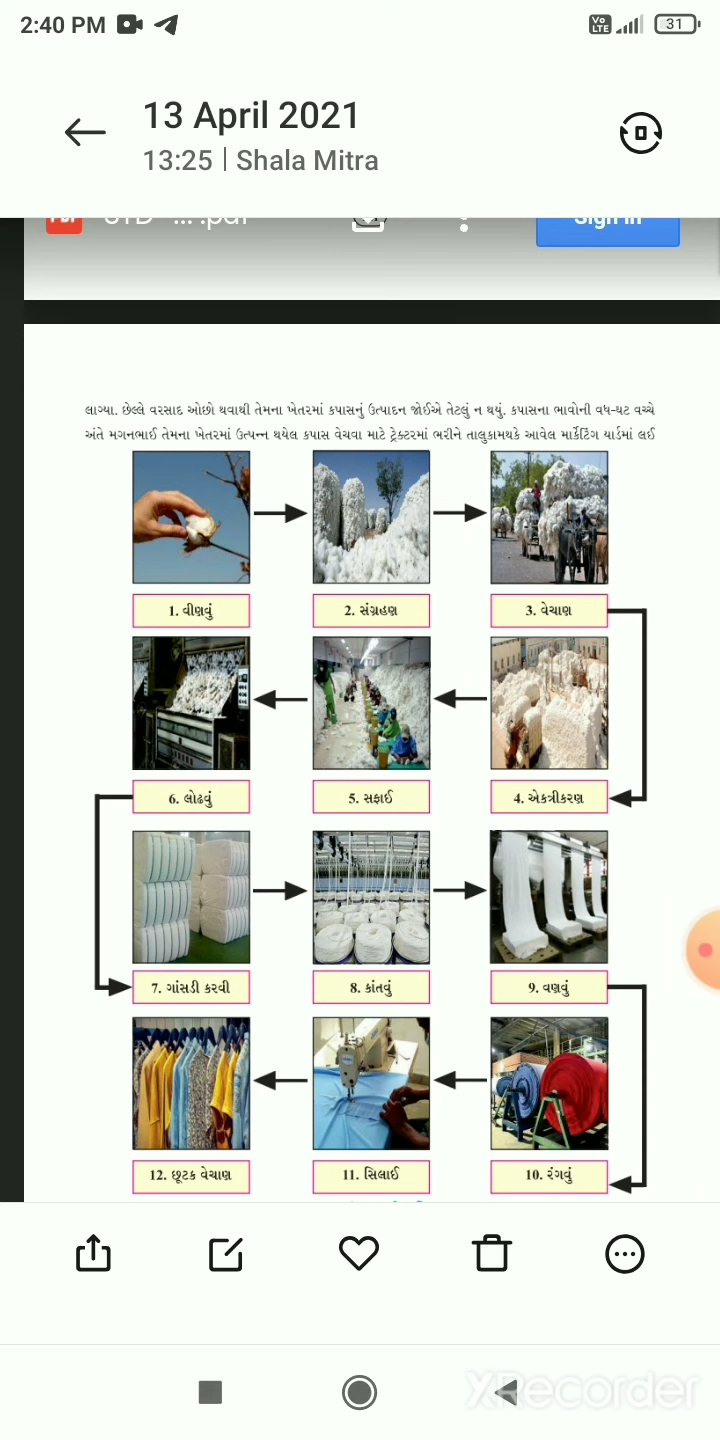 2:40 PM
Vo LTE
31
13 April 2021
13:25 | Shala Mitra
Sign in
લાગ્યા. છેલ્લે વરસાદ ઓછો થવાથી તેમના ખેતરમાં કપાસનું ઉત્પાદન જોઈએ તેટલું ન થયું. કપાસના ભાવોની વધ-ઘટ વચ્ચે
અંતે મગનભાઈ તેમના ખેતરમાં ઉત્પન્ન થયેલ કપાસ વેચવા માટે ટ્રેક્ટરમાં ભરીને તાલુકામથકે આવેલ માર્કેટિંગ યાર્ડમાં લઈ
1. વીણવું
2. સંગ્રહણ
3. વેચાણ
6. લોઢવું
5. સફાઈ
4. એકત્રીકરણ
7. ગાંસડી કરવી
8. કાંતવું
9. વણવું
12. છૂટક વેચાણ
11. સિલાઈ
10. રંગવું
XRecorder